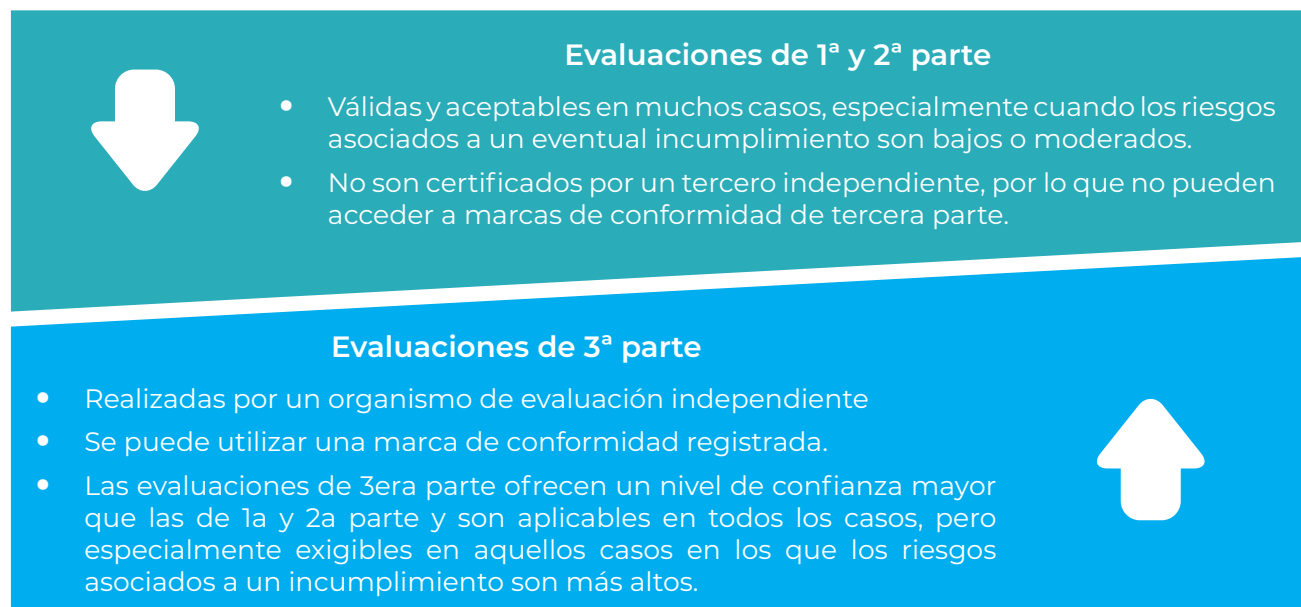 Evaluaciones de 1ª y 2ª parte
• Válidas y aceptables en muchos casos, especialmente cuando los riesgos
asociados a un eventual incumplimiento son bajos o moderados.
• No son certificados por un tercero independiente, por lo que no pueden
acceder a marcas de conformidad de tercera parte.
Evaluaciones de 3ª parte
• Realizadas por un organismo de evaluación independiente
• Se puede utilizar una marca de conformidad registrada.
• Las evaluaciones de 3era parte ofrecen un nivel de confianza mayor
que las de 1a y 2a parte y son aplicables en todos los casos, pero
especialmente exigibles en aquellos casos en los que los riesgos
asociados a un incumplimiento son más altos.